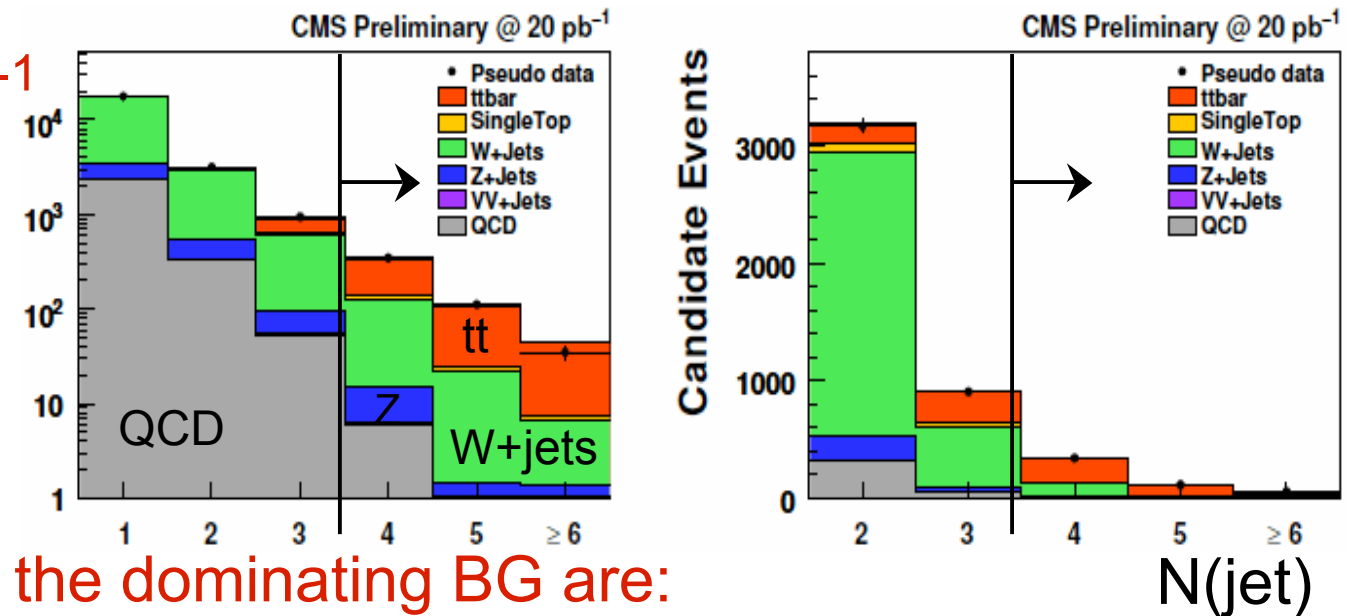 CMS Preliminary @ 20 pb⁻¹
-1
Pseudo data
ttbar
SingleTop
W+Jets
Z+Jets
VV+Jets
QCD
10⁴
10³
10²
10
1
QCD
Z
tt
W+jets
1 2 3 4 5 ≥ 6
CMS Preliminary @ 20 pb⁻¹
Candidate Events
Pseudo data
ttbar
SingleTop
W+Jets
Z+Jets
VV+Jets
QCD
3000
2000
1000
0
2 3 4 5 ≥ 6
the dominating BG are:
N(jet)